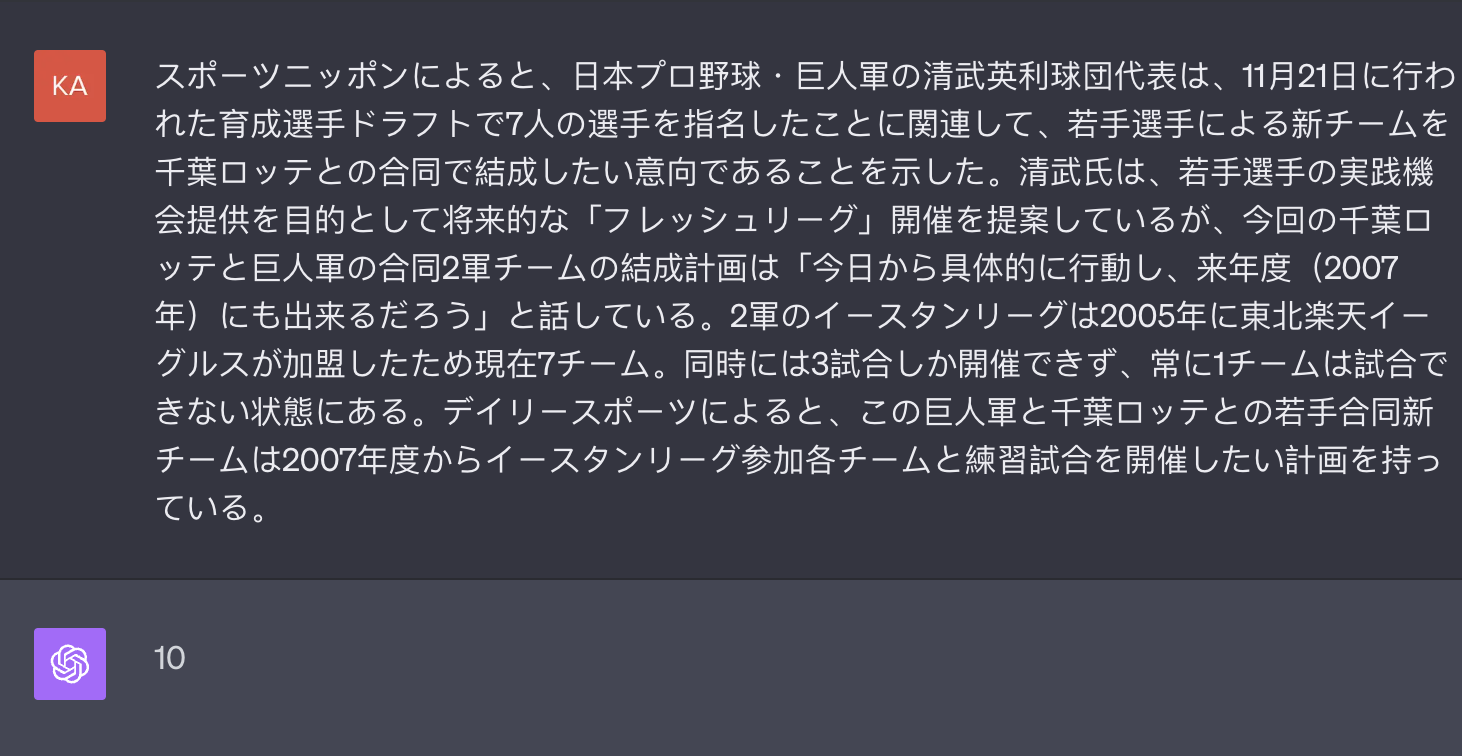 KA
スポーツニッポンによると、日本プロ野球・巨人軍の清武英利球団代表は、11月21日に行わ
れた育成選手ドラフトで7人の選手を指名したことに関連して、若手選手による新チームを
千葉ロッテとの合同で結成したい意向であることを示した。清武氏は、若手選手の実践機
会提供を目的として将来的な「フレッシュリーグ」開催を提案しているが、今回の千葉ロ
ッテと巨人軍の合同2軍チームの結成計画は「今日から具体的に行動し、来年度（2007
年）にも出来るだろう」と話している。2軍のイースタンリーグは2005年に東北楽天イー
グルスが加盟したため現在7チーム。同時には3試合しか開催できず、常に1チームは試合で
きない状態にある。デイリースポーツによると、この巨人軍と千葉ロッテとの若手合同新
チームは2007年度からイースタンリーグ参加各チームと練習試合を開催したい計画を持っ
ている。
10